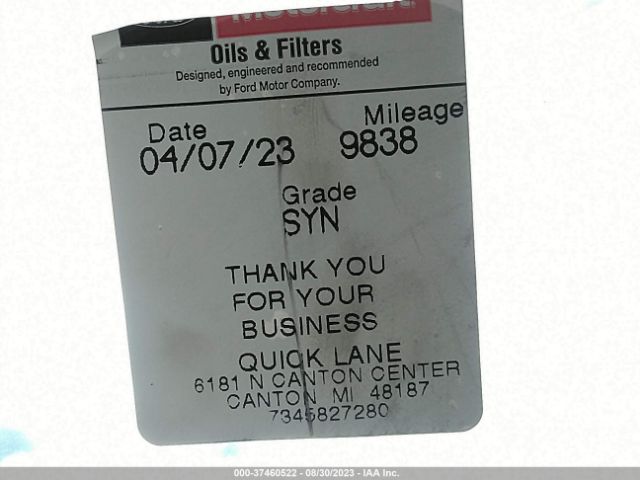 Motorcraft
Oils & Filters
Designed, engineered and recommended
by Ford Motor Company.
Date Mileage
04/07/23 9838
Grade
SYN
THANK YOU
FOR YOUR
BUSINESS
QUICK LANE
6181 N CANTON CENTER
CANTON MI 48187
7345827280
000-37460522 - 08/30/2023 - IAA Inc.